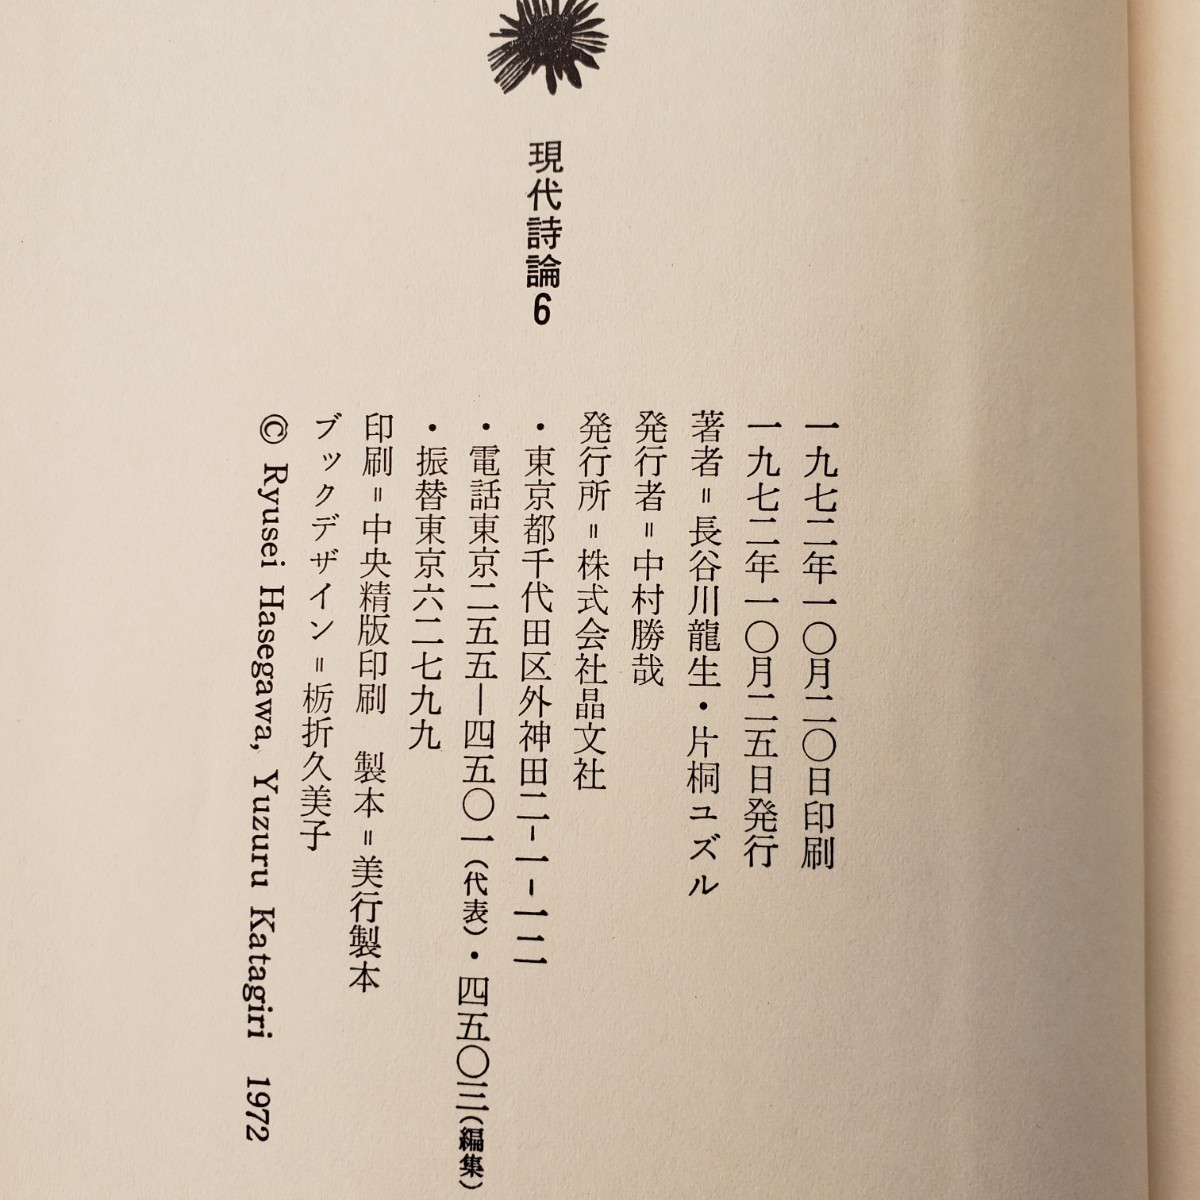 現代詩論6
一九七二年一〇月二〇日印刷
一九七二年一〇月二五日発行
著者=長谷川龍生・片桐ユズル
発行者=中村勝哉
発行所=株式会社晶文社
・東京都千代田区外神田二-一-一二
・電話東京二五五―四五〇一(代表)・四五〇三(編集)
・振替東京六二七九九
印刷=中央精版印刷　製本=美行製本
ブックデザイン=栃折久美子
© Ryusei Hasegawa, Yuzuru Katagiri 1972